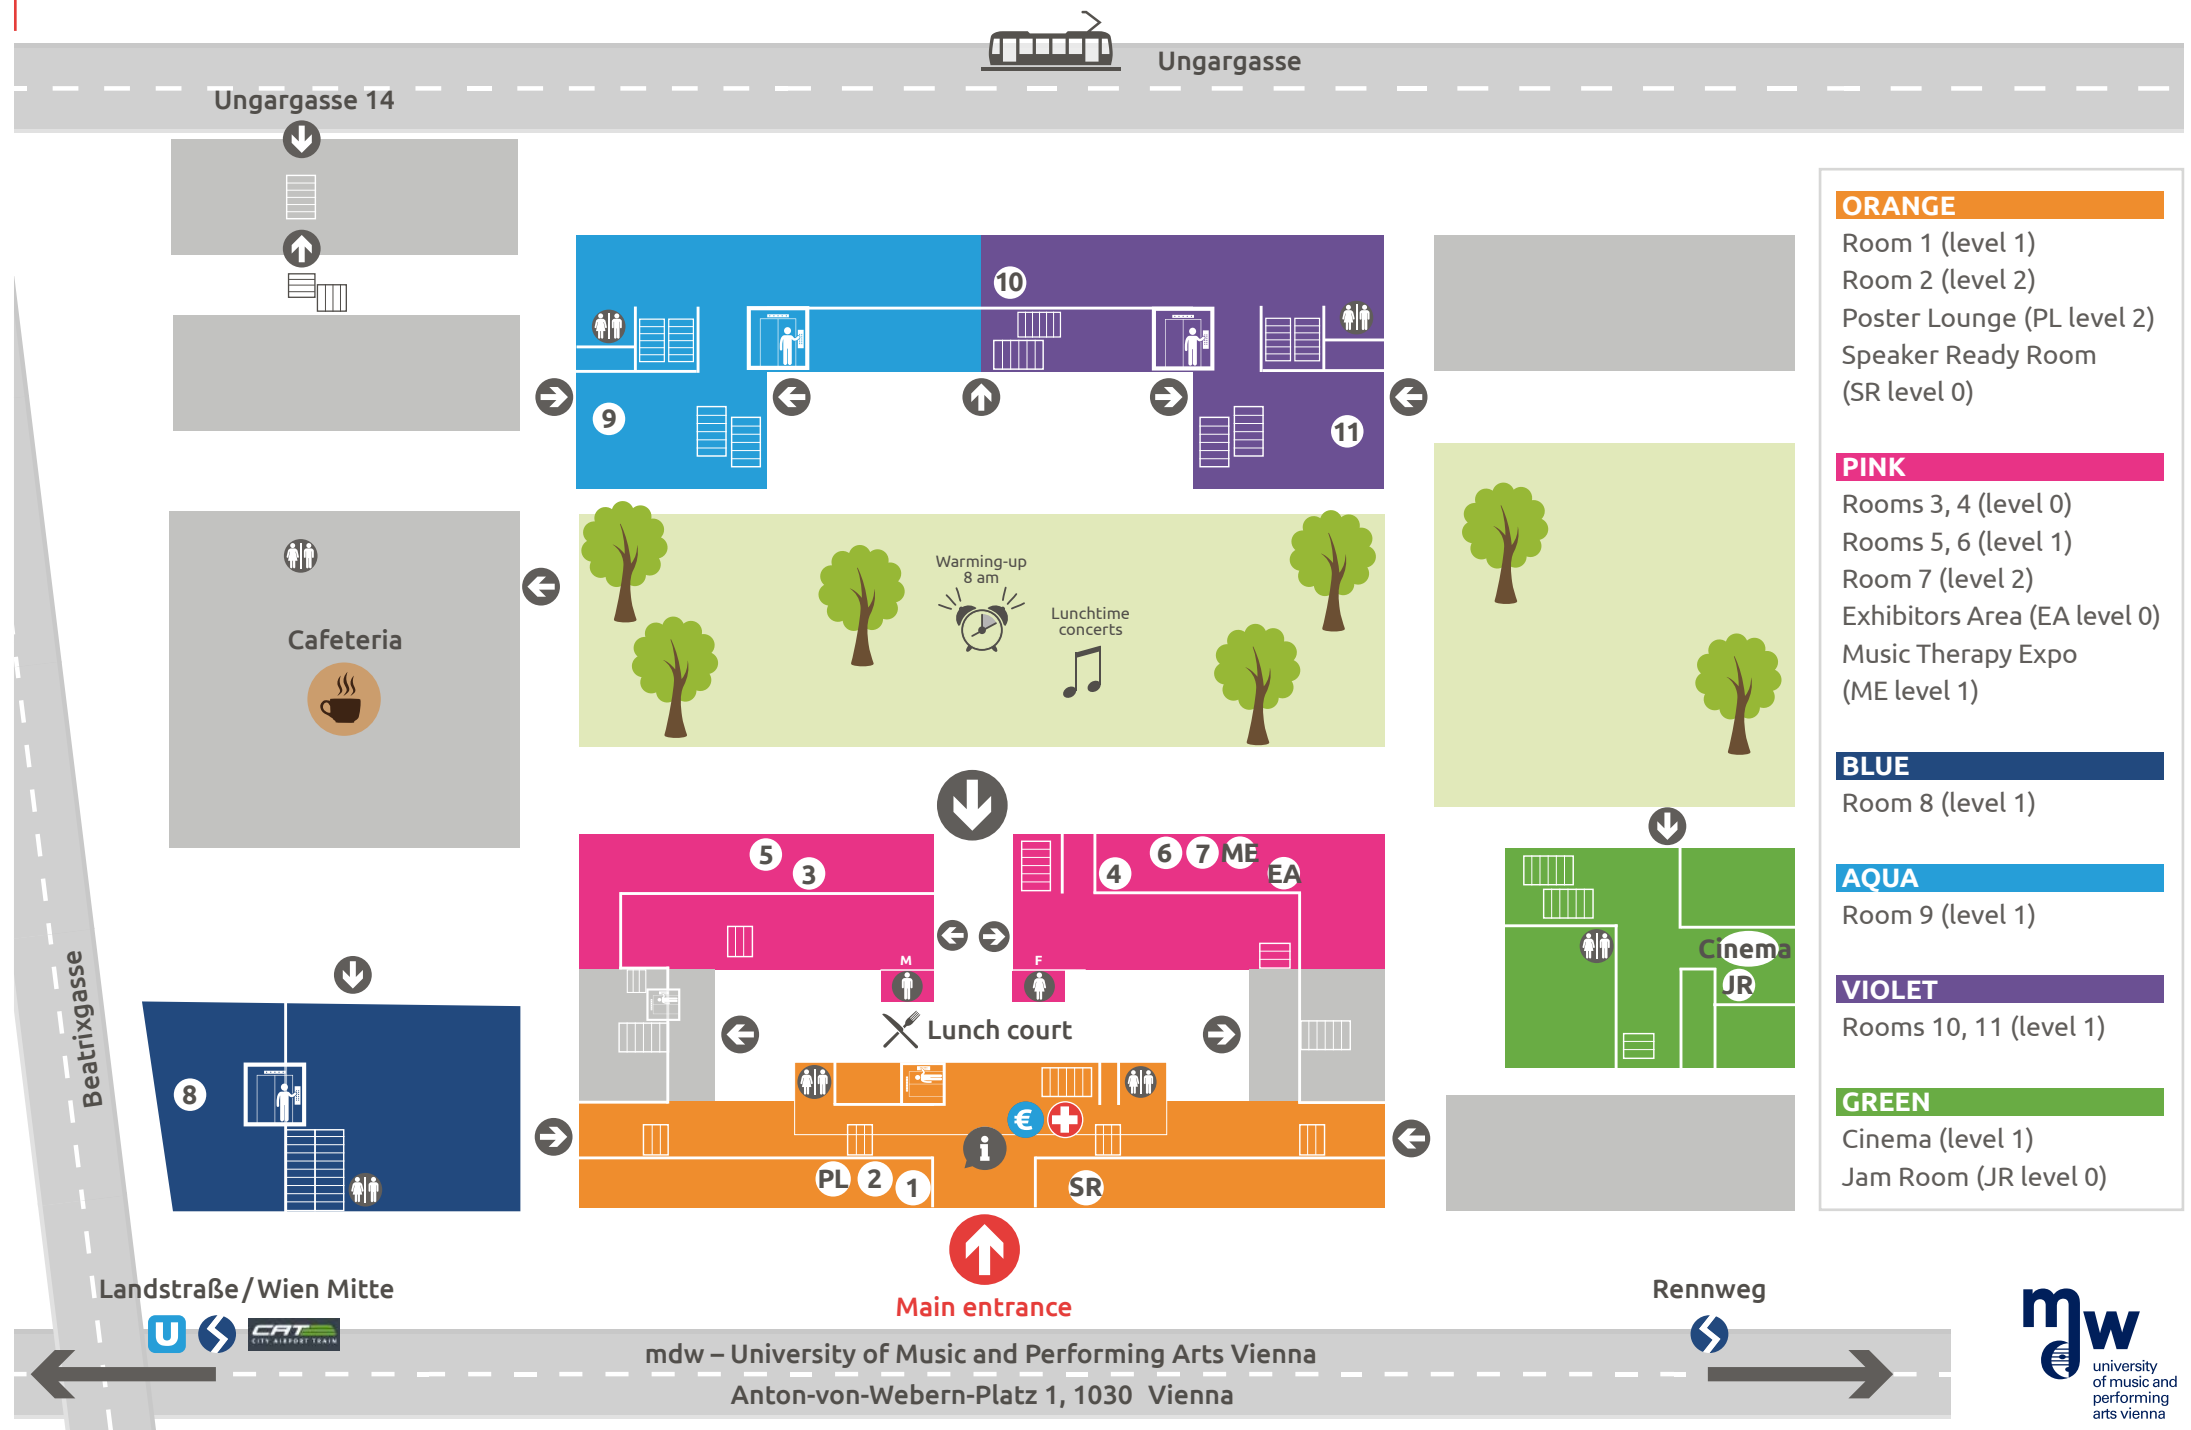 Ungargasse
Ungargasse 14
10
9
11
Warming-up
8 am
Lunchtime
concerts
Cafeteria
5
3
6
7
ME
4
EA
M
F
Cinema
JR
Lunch court
Beatrixgasse
8
€
i
PL
2
1
SR
Main entrance
Landstraße / Wien Mitte
U
CAT
CITY AIRPORT TRAIN
Rennweg
mdw – University of Music and Performing Arts Vienna
Anton-von-Webern-Platz 1, 1030 Vienna
ORANGE
Room 1 (level 1)
Room 2 (level 2)
Poster Lounge (PL level 2)
Speaker Ready Room
(SR level 0)
PINK
Rooms 3, 4 (level 0)
Rooms 5, 6 (level 1)
Room 7 (level 2)
Exhibitors Area (EA level 0)
Music Therapy Expo
(ME level 1)
BLUE
Room 8 (level 1)
AQUA
Room 9 (level 1)
VIOLET
Rooms 10, 11 (level 1)
GREEN
Cinema (level 1)
Jam Room (JR level 0)
mdw
university
of music and
performing
arts vienna